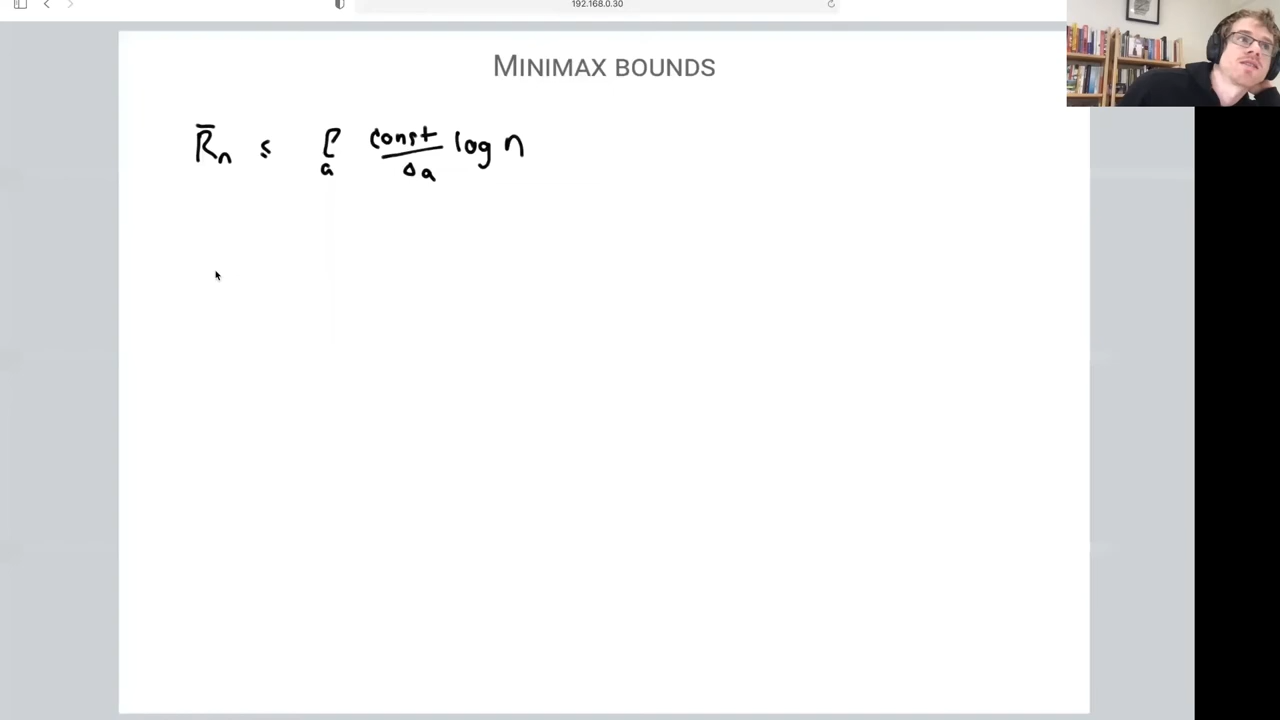 192.168.0.30
MINIMAX BOUNDS
R̄ₙ ≤ Σₐ const/Δₐ log n